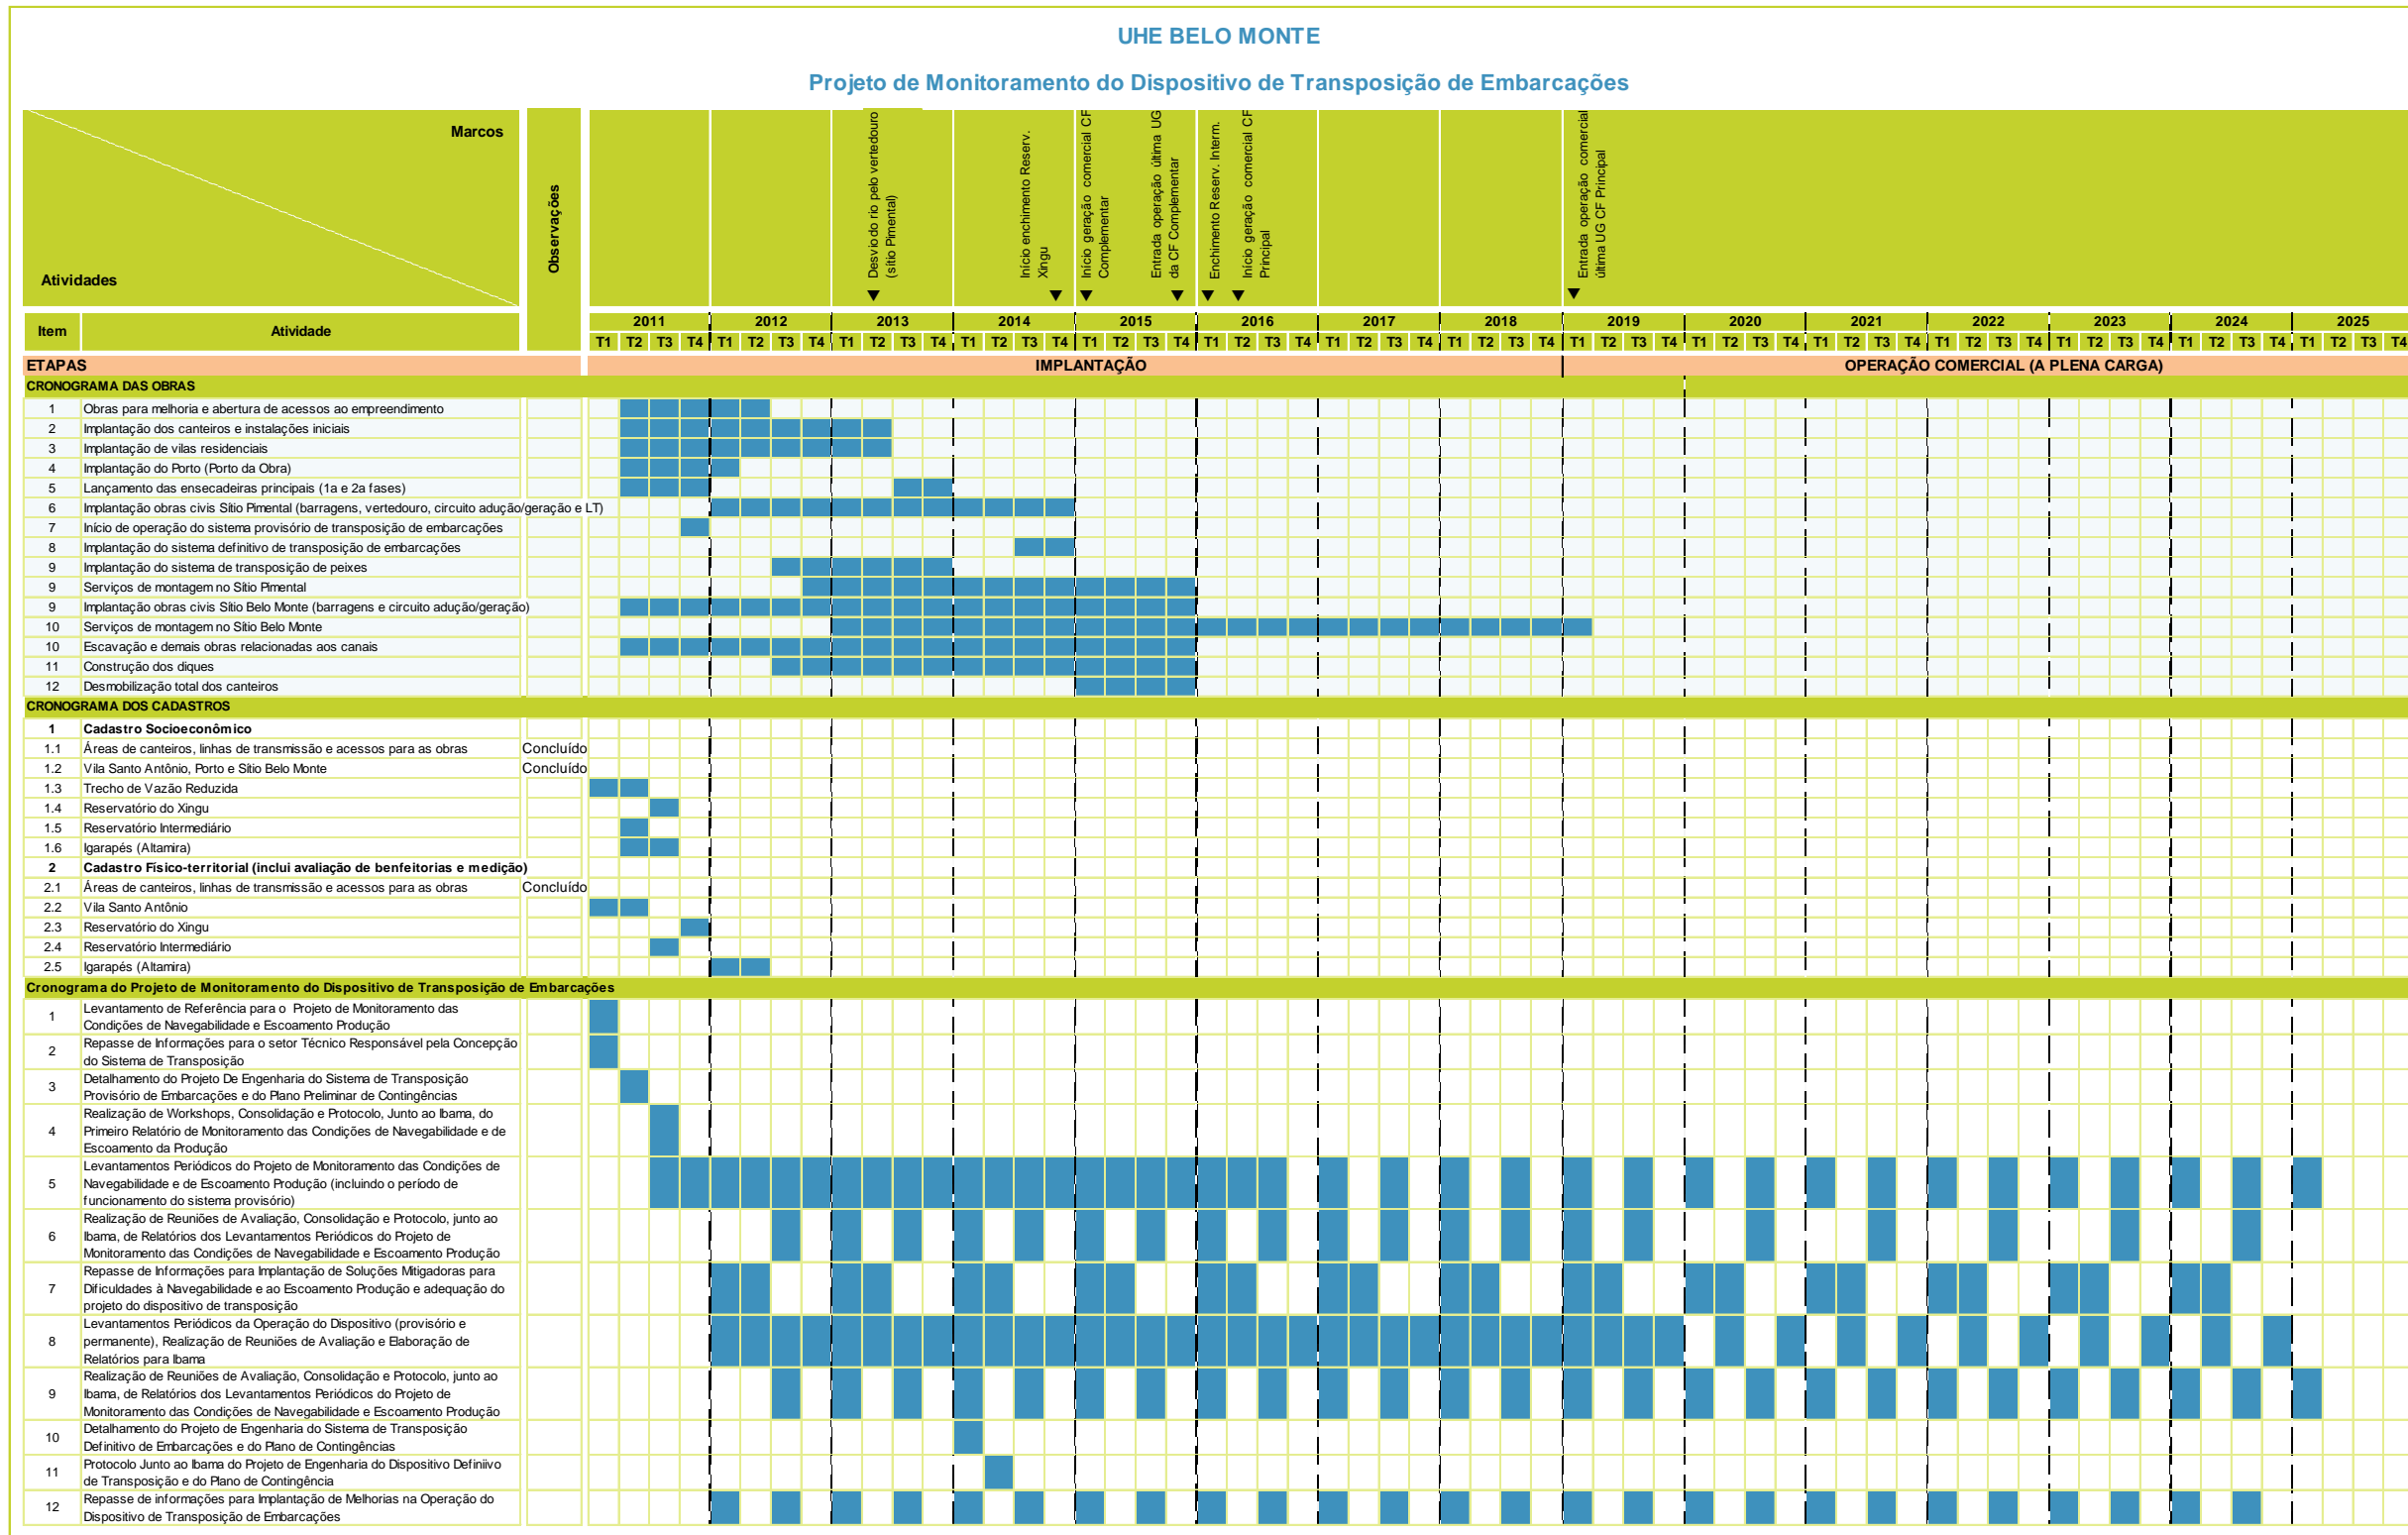 UHE BELO MONTE
Projeto de Monitoramento do Dispositivo de Transposição de Embarcações
Marcos
Atividades
Observações
Desvio do rio pelo vertedouro
(sítio Pimental)
Início enchimento Reserv.
Xingu
Início geração comercial CF
Complementar
Entrada operação última UG
da CF Complementar
Enchimento Reserv. Interm.
Início geração comercial CF
Principal
Entrada operação comercial
última UG CF Principal
Item Atividade 2011 2012 2013 2014 2015 2016 2017 2018 2019 2020 2021 2022 2023 2024 2025
T1 T2 T3 T4 T1 T2 T3 T4 T1 T2 T3 T4 T1 T2 T3 T4 T1 T2 T3 T4 T1 T2 T3 T4 T1 T2 T3 T4 T1 T2 T3 T4 T1 T2 T3 T4 T1 T2 T3 T4 T1 T2 T3 T4 T1 T2 T3 T4 T1 T2 T3 T4 T1 T2 T3 T4 T1 T2 T3 T4
ETAPAS IMPLANTAÇÃO OPERAÇÃO COMERCIAL (A PLENA CARGA)
CRONOGRAMA DAS OBRAS
1 Obras para melhoria e abertura de acessos ao empreendimento
2 Implantação dos canteiros e instalações iniciais
3 Implantação de vilas residenciais
4 Implantação do Porto (Porto da Obra)
5 Lançamento das ensecadeiras principais (1a e 2a fases)
6 Implantação obras civis Sítio Pimental (barragens, vertedouro, circuito adução/geração e LT)
7 Início de operação do sistema provisório de transposição de embarcações
8 Implantação do sistema definitivo de transposição de embarcações
9 Implantação do sistema de transposição de peixes
9 Serviços de montagem no Sítio Pimental
9 Implantação obras civis Sítio Belo Monte (barragens e circuito adução/geração)
10 Serviços de montagem no Sítio Belo Monte
10 Escavação e demais obras relacionadas aos canais
11 Construção dos diques
12 Desmobilização total dos canteiros
CRONOGRAMA DOS CADASTROS
1 Cadastro Socioeconômico
1.1 Áreas de canteiros, linhas de transmissão e acessos para as obras Concluído
1.2 Vila Santo Antônio, Porto e Sítio Belo Monte Concluído
1.3 Trecho de Vazão Reduzida
1.4 Reservatório do Xingu
1.5 Reservatório Intermediário
1.6 Igarapés (Altamira)
2 Cadastro Físico-territorial (inclui avaliação de benfeitorias e medição)
2.1 Áreas de canteiros, linhas de transmissão e acessos para as obras Concluído
2.2 Vila Santo Antônio
2.3 Reservatório do Xingu
2.4 Reservatório Intermediário
2.5 Igarapés (Altamira)
Cronograma do Projeto de Monitoramento do Dispositivo de Transposição de Embarcações
1 Levantamento de Referência para o Projeto de Monitoramento das
Condições de Navegabilidade e Escoamento Produção
2 Repasse de Informações para o setor Técnico Responsável pela Concepção
do Sistema de Transposição
3 Detalhamento do Projeto De Engenharia do Sistema de Transposição
Provisório de Embarcações e do Plano Preliminar de Contingências
4 Realização de Workshops, Consolidação e Protocolo, Junto ao Ibama, do
Primeiro Relatório de Monitoramento das Condições de Navegabilidade e de
Escoamento da Produção
5 Levantamentos Periódicos do Projeto de Monitoramento das Condições de
Navegabilidade e de Escoamento Produção (incluindo o período de
funcionamento do sistema provisório)
6 Realização de Reuniões de Avaliação, Consolidação e Protocolo, junto ao
Ibama, de Relatórios dos Levantamentos Periódicos do Projeto de
Monitoramento das Condições de Navegabilidade e Escoamento Produção
7 Repasse de Informações para Implantação de Soluções Mitigadoras para
Dificuldades à Navegabilidade e ao Escoamento Produção e adequação do
projeto do dispositivo de transposição
8 Levantamentos Periódicos da Operação do Dispositivo (provisório e
permanente), Realização de Reuniões de Avaliação e Elaboração de
Relatórios para Ibama
9 Realização de Reuniões de Avaliação, Consolidação e Protocolo, junto ao
Ibama, de Relatórios dos Levantamentos Periódicos do Projeto de
Monitoramento das Condições de Navegabilidade e Escoamento Produção
10 Detalhamento do Projeto de Engenharia do Sistema de Transposição
Definitivo de Embarcações e do Plano de Contingências
11 Protocolo Junto ao Ibama do Projeto de Engenharia do Dispositivo Definiivo
de Transposição e do Plano de Contingência
12 Repasse de informações para Implantação de Melhorias na Operação do
Dispositivo de Transposição de Embarcações